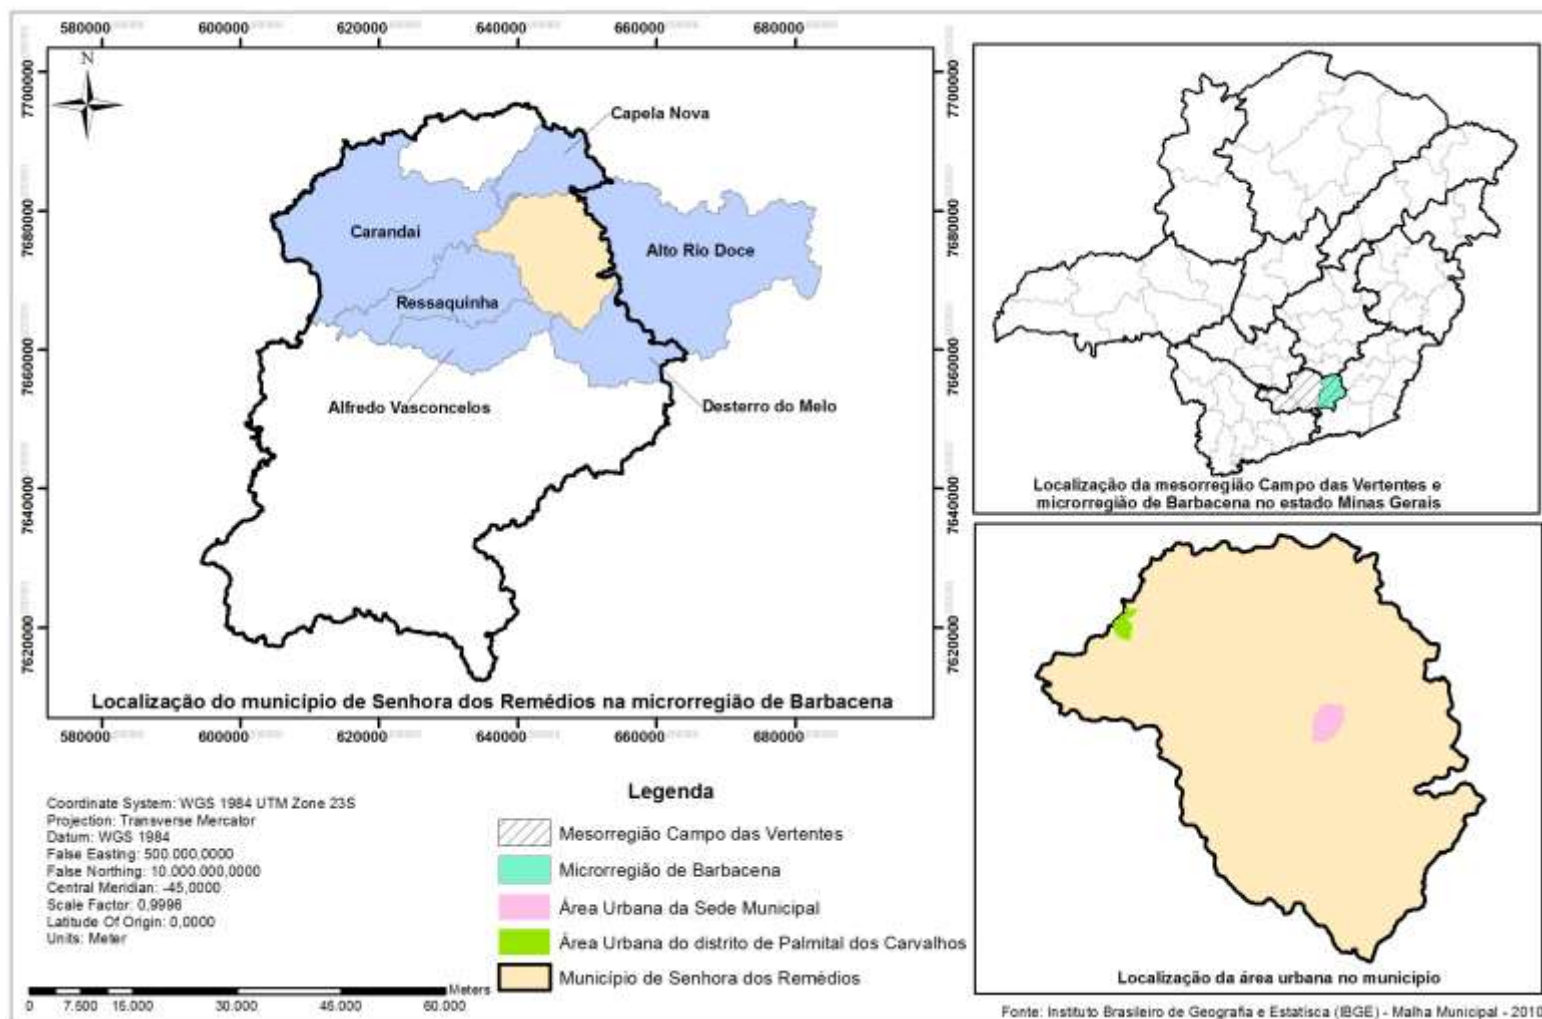 580000 600000 620000 640000 660000 680000
N
7700000
7680000
7660000
7640000
7620000
Capela Nova
Carandai
Alto Rio Doce
Ressaquinha
Alfredo Vasconcelos
Desterro do Melo
Localização do município de Senhora dos Remédios na microrregião de Barbacena
7700000
7680000
7660000
7640000
7620000
580000 600000 620000 640000 660000 680000
Localização da mesorregião Campo das Vertentes e
microrregião de Barbacena no estado Minas Gerais
Localização da área urbana no município
Coordinate System: WGS 1984 UTM Zone 23S
Projection: Transverse Mercator
Datum: WGS 1984
False Easting: 500.000,0000
False Northing: 10.000.000,0000
Central Meridian: -45,0000
Scale Factor: 0,9996
Latitude Of Origin: 0,0000
Units: Meter
Meters
0 7.500 15.000 30.000 45.000 60.000
Legenda
Mesorregião Campo das Vertentes
Microrregião de Barbacena
Área Urbana da Sede Municipal
Área Urbana do distrito de Palmital dos Carvalhos
Município de Senhora dos Remédios
Fonte: Instituto Brasileiro de Geografia e Estatísca (IBGE) - Malha Municipal - 2010